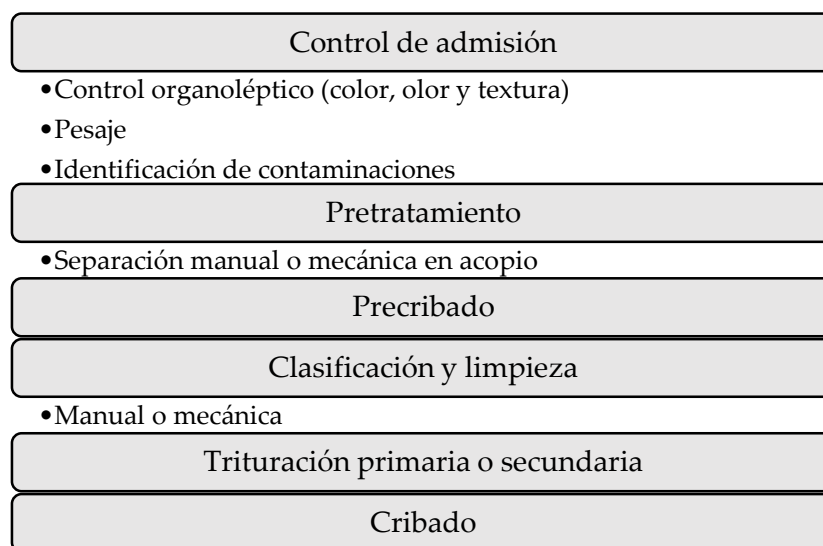 Control de admisión
•Control organoléptico (color, olor y textura)
•Pesaje
•Identificación de contaminaciones
Pretratamiento
•Separación manual o mecánica en acopio
Precribado
Clasificación y limpieza
•Manual o mecánica
Trituración primaria o secundaria
Cribado